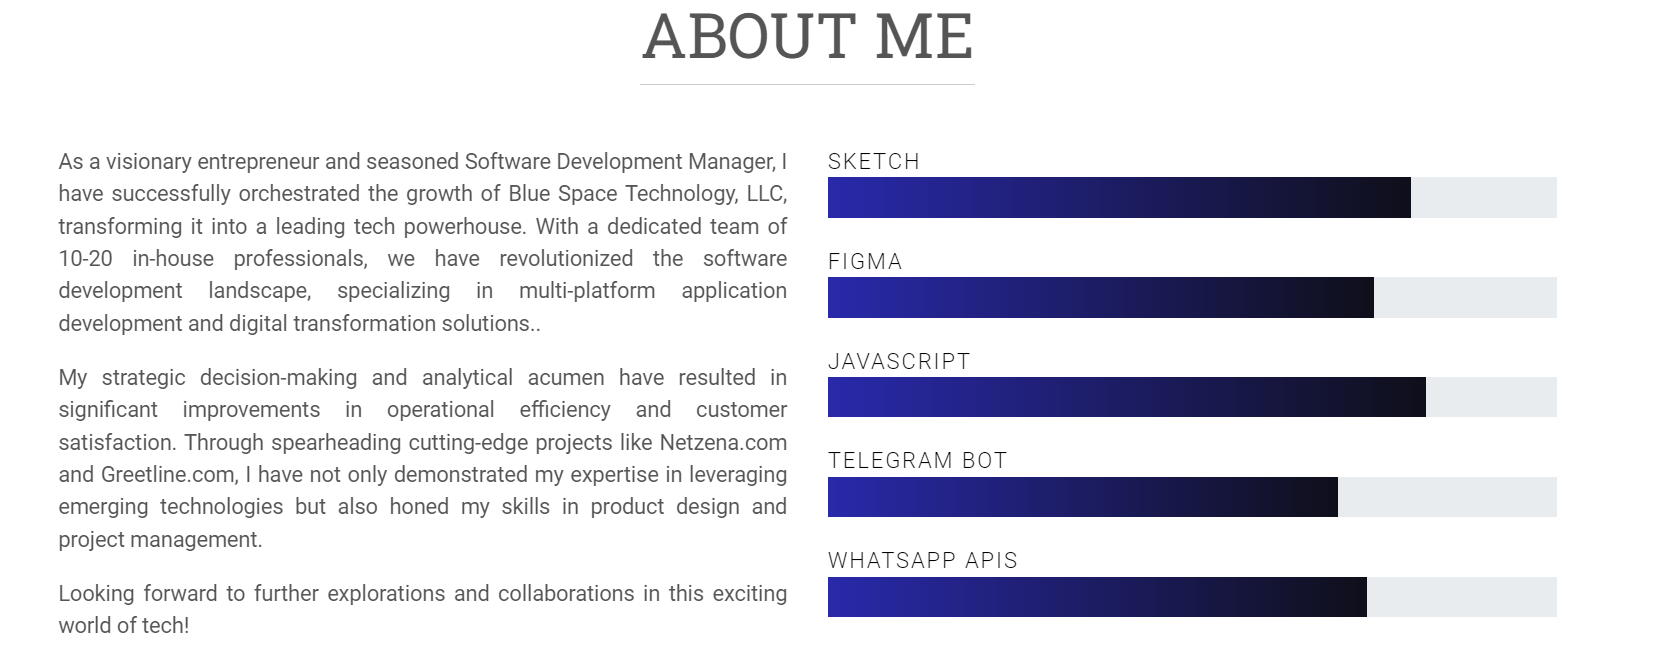 ABOUT ME
As a visionary entrepreneur and seasoned Software Development Manager, I
have successfully orchestrated the growth of Blue Space Technology, LLC,
transforming it into a leading tech powerhouse. With a dedicated team of
10-20 in-house professionals, we have revolutionized the software
development landscape, specializing in multi-platform application
development and digital transformation solutions..
My strategic decision-making and analytical acumen have resulted in
significant improvements in operational efficiency and customer
satisfaction. Through spearheading cutting-edge projects like Netzena.com
and Greetline.com, I have not only demonstrated my expertise in leveraging
emerging technologies but also honed my skills in product design and
project management.
Looking forward to further explorations and collaborations in this exciting
world of tech!
SKETCH
FIGMA
JAVASCRIPT
TELEGRAM BOT
WHATSAPP APIS